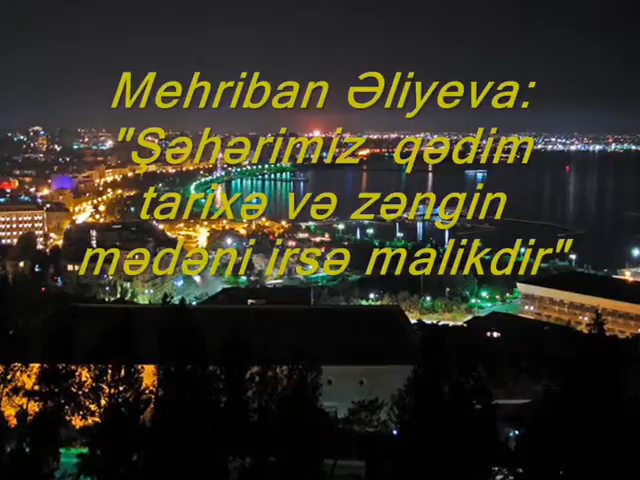 Mehriban Əliyeva:
"Şəhərimiz qədim
tarixə və zəngin
mədəni irsə malikdir"